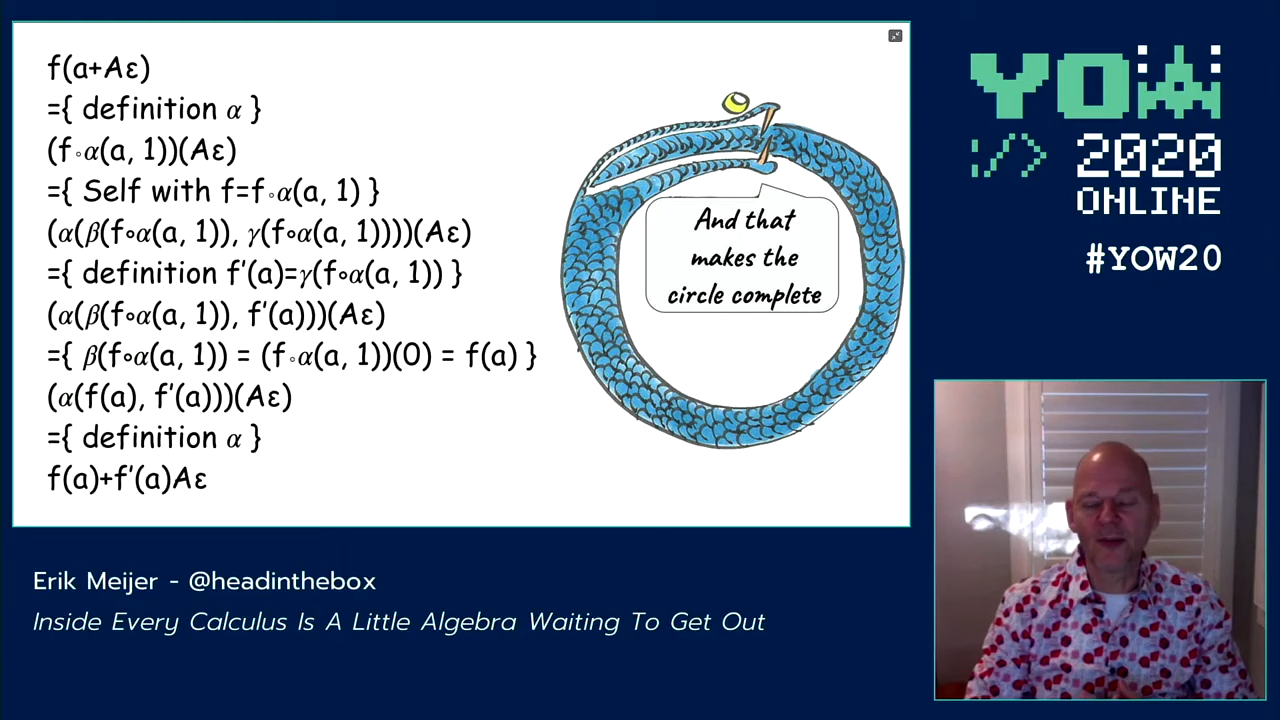 f(a+Aε)
={ definition α }
(f◦α(a, 1))(Aε)
={ Self with f=f◦α(a, 1) }
(α(β(f∘α(a, 1)), γ(f∘α(a, 1))))(Aε)
={ definition f’(a)=γ(f∘α(a, 1)) }
(α(β(f∘α(a, 1)), f’(a)))(Aε)
={ β(f∘α(a, 1)) = (f◦α(a, 1))(0) = f(a) }
(α(f(a), f’(a)))(Aε)
={ definition α }
f(a)+f’(a)Aε
And that
makes the
circle complete
YOW
:/> 2020
ONLINE
#YOW20
Erik Meijer - @headinthebox
Inside Every Calculus Is A Little Algebra Waiting To Get Out